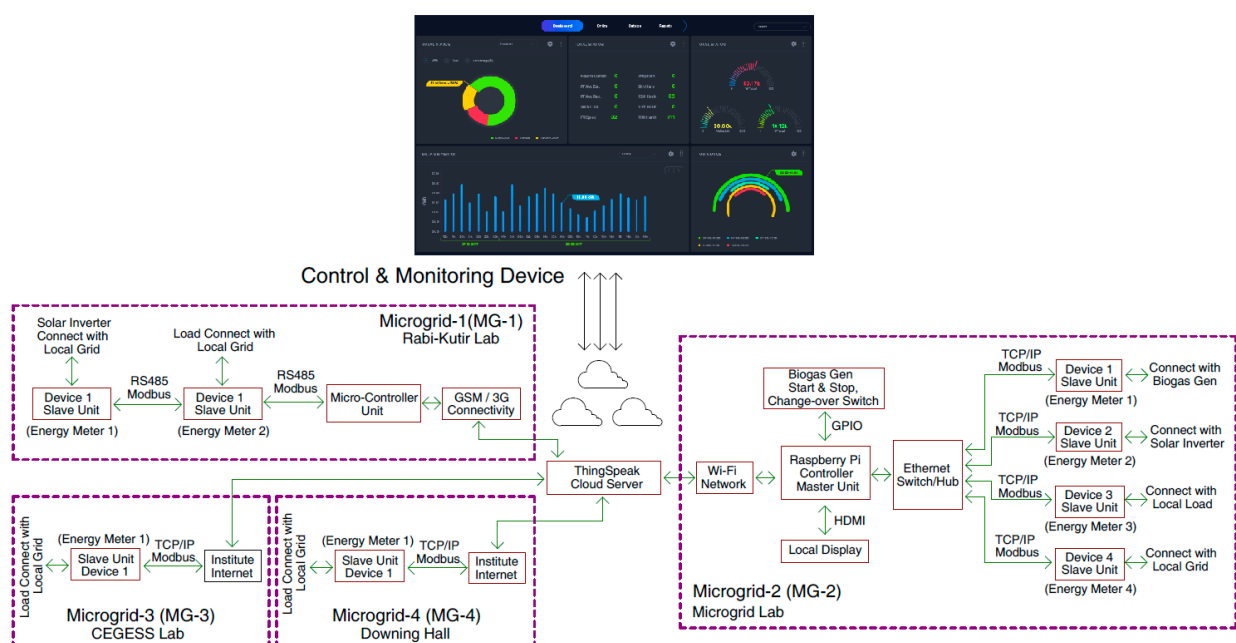 Dashboard
Control & Monitoring Device
Microgrid-1(MG-1)
Rabi-Kutir Lab
Solar Inverter
Connect with
Local Grid
Load Connect with
Local Grid
RS485
Modbus
RS485
Modbus
Device 1
Slave Unit
(Energy Meter 1)
Device 1
Slave Unit
(Energy Meter 2)
Micro-Controller
Unit
GSM / 3G
Connectivity
ThingSpeak
Cloud Server
Wi-Fi
Network
Biogas Gen
Start & Stop,
Change-over Switch
GPIO
Raspberry Pi
Controller
Master Unit
HDMI
Local Display
Ethernet
Switch/Hub
TCP/IP
Modbus
Device 1
Slave Unit
(Energy Meter 1)
Connect with
Biogas Gen
TCP/IP
Modbus
Device 2
Slave Unit
(Energy Meter 2)
Connect with
Solar Inverter
TCP/IP
Modbus
Device 3
Slave Unit
(Energy Meter 3)
Connect with
Local Load
TCP/IP
Modbus
Device 4
Slave Unit
(Energy Meter 4)
Connect with
Local Grid
Microgrid-2 (MG-2)
Microgrid Lab
Load Connect with
Local Grid
(Energy Meter 1)
Slave Unit
Device 1
TCP/IP
Modbus
Institute
Internet
Microgrid-3 (MG-3)
CEGESS Lab
Load Connect with
Local Grid
(Energy Meter 1)
Slave Unit
Device 1
TCP/IP
Modbus
Institute
Internet
Microgrid-4 (MG-4)
Downing Hall